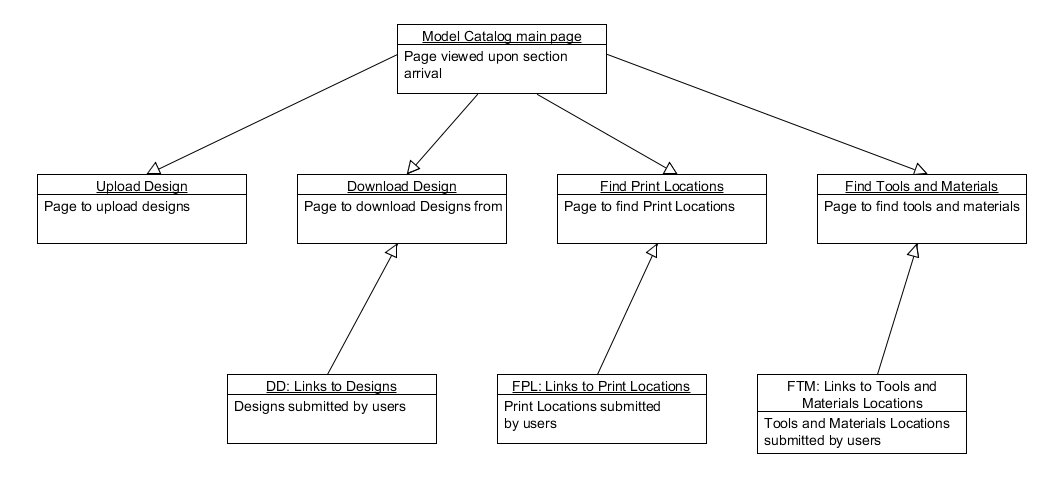 Model Catalog main page
Page viewed upon section
arrival
Upload Design
Page to upload designs
Download Design
Page to download Designs from
Find Print Locations
Page to find Print Locations
Find Tools and Materials
Page to find tools and materials
DD: Links to Designs
Designs submitted by users
FPL: Links to Print Locations
Print Locations submitted
by users
FTM: Links to Tools and
Materials Locations
Tools and Materials Locations
submitted by users